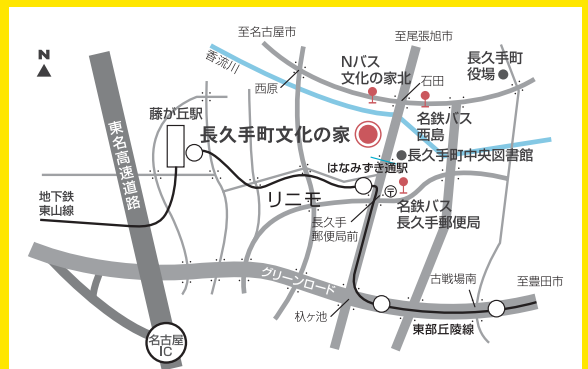 至名古屋市
至尾張旭市
N
香流川
Nバス
文化の家北
長久手町
役場
西原
石田
藤が丘駅
名鉄バス
西島
長久手町文化の家
東名高速道路
長久手町中央図書館
はなみずき通駅
地下鉄
東山線
リニモ
〒
名鉄バス
長久手郵便局
長久手
郵便局前
グリーンロード
古戦場南
至豊田市
杁ヶ池
東部丘陵線
名古屋
IC